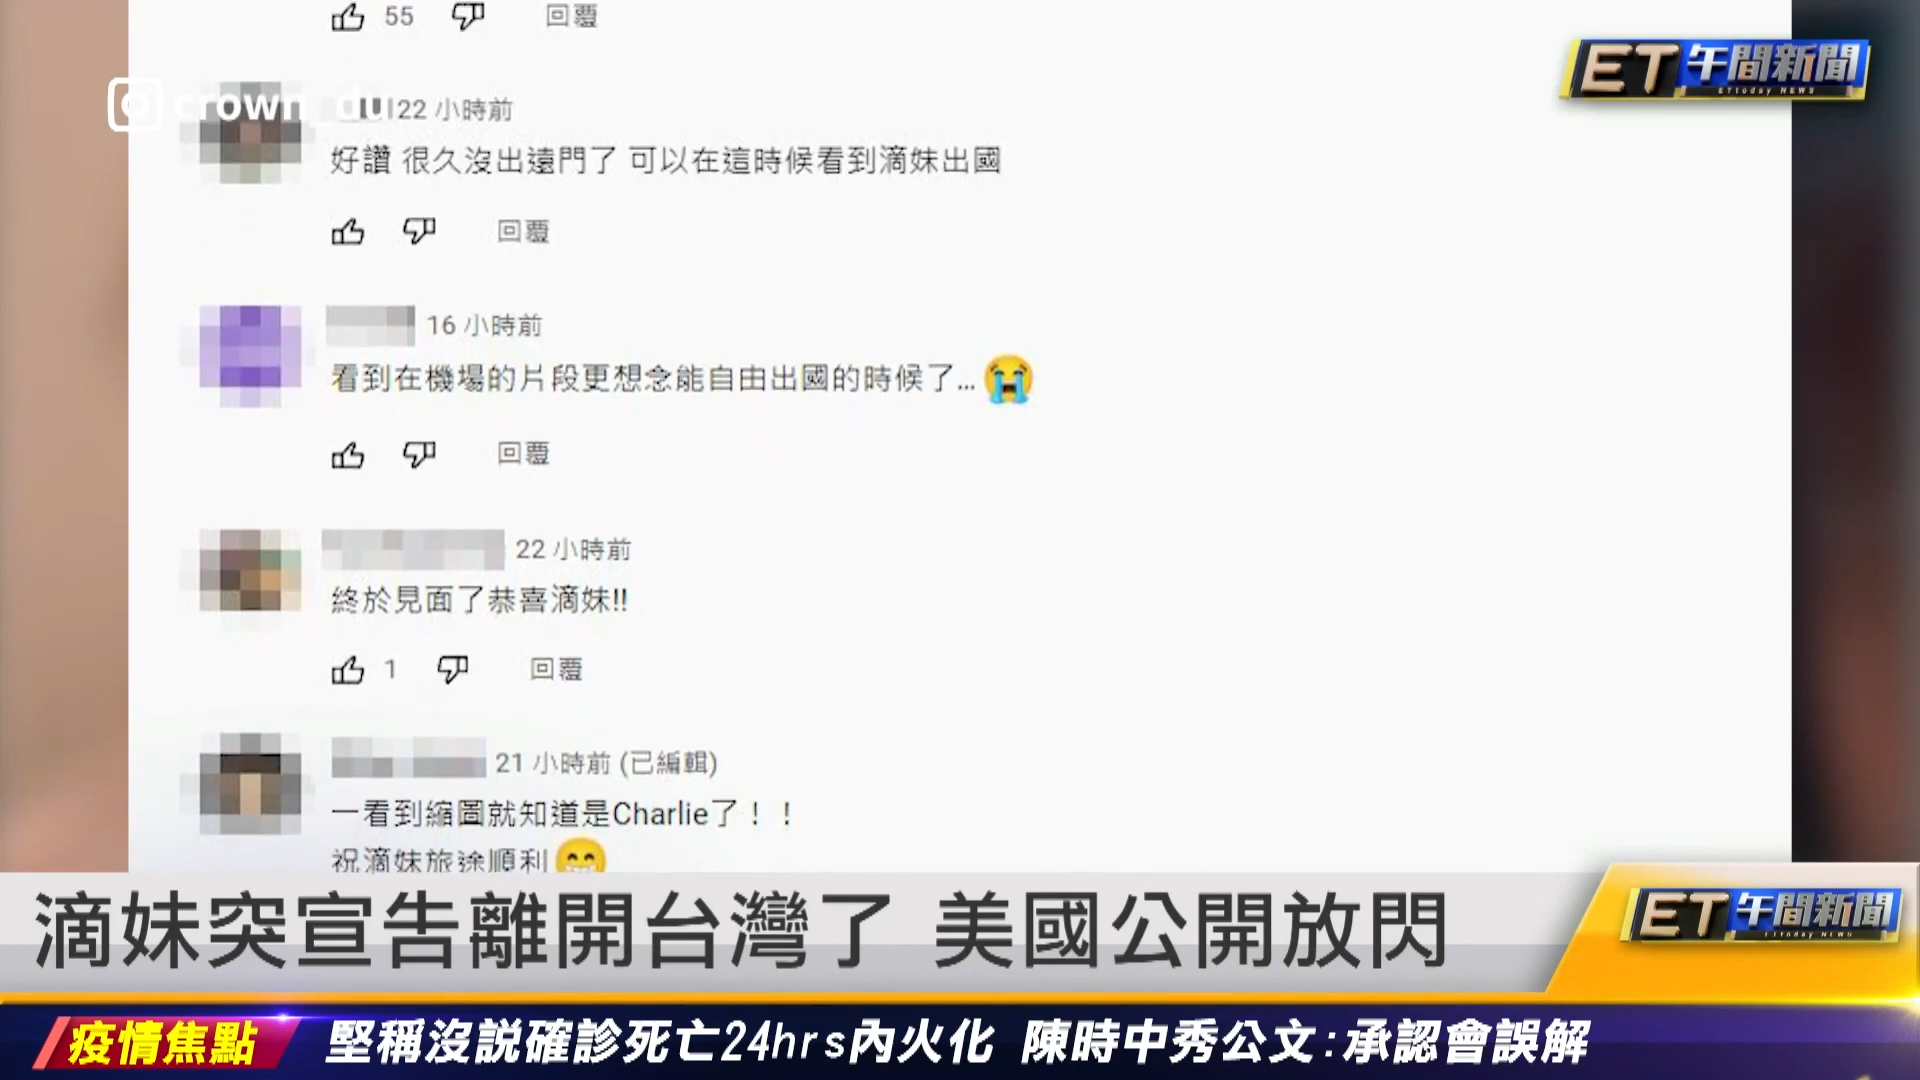 55 回覆
ET午間新聞
ETtoday NEWS
crown_du
22 小時前
好讚 很久沒出遠門了 可以在這時候看到滴妹出國
回覆
16 小時前
看到在機場的片段更想念能自由出國的時候了...
回覆
22 小時前
終於見面了恭喜滴妹!!
1 回覆
21 小時前 (已編輯)
一看到縮圖就知道是Charlie了！！
祝滴妹旅途順利
滴妹突宣告離開台灣了 美國公開放閃
ET午間新聞
ETtoday NEWS
疫情焦點 堅稱沒説確診死亡24hrs內火化 陳時中秀公文:承認會誤解